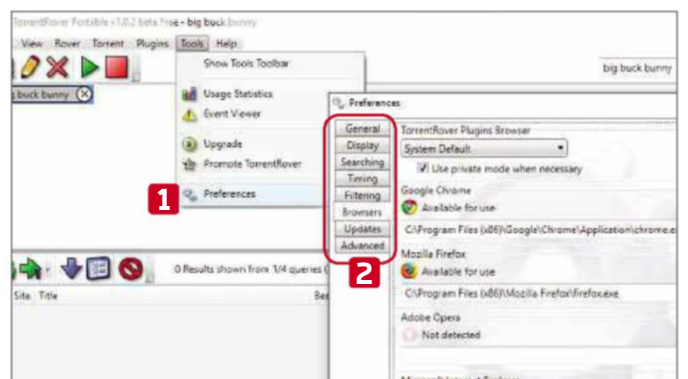 TorrentRover Portable v1.0.2 beta Free - big buck bunny
View Rover Torrent Plugins Tools Help
big buck bunny
buck bunny
Show Tools Toolbar
Usage Statistics
Event Viewer
Upgrade
Promote TorrentRover
1
Preferences
0 Results shown from 1/4 queries (
Site Title
Preferences
General
Display
Searching
Timing
Filtering
Browsers
Updates
Advanced
2
TorrentRover Plugins Browser
System Default
Use private mode when necessary
Google Chrome
Available for use
C:\Program Files (x86)\Google\Chrome\Application\chrome.e
Mozilla Firefox
Available for use
C:\Program Files (x86)\Mozilla Firefox\firefox.exe
Adobe Opera
Not detected